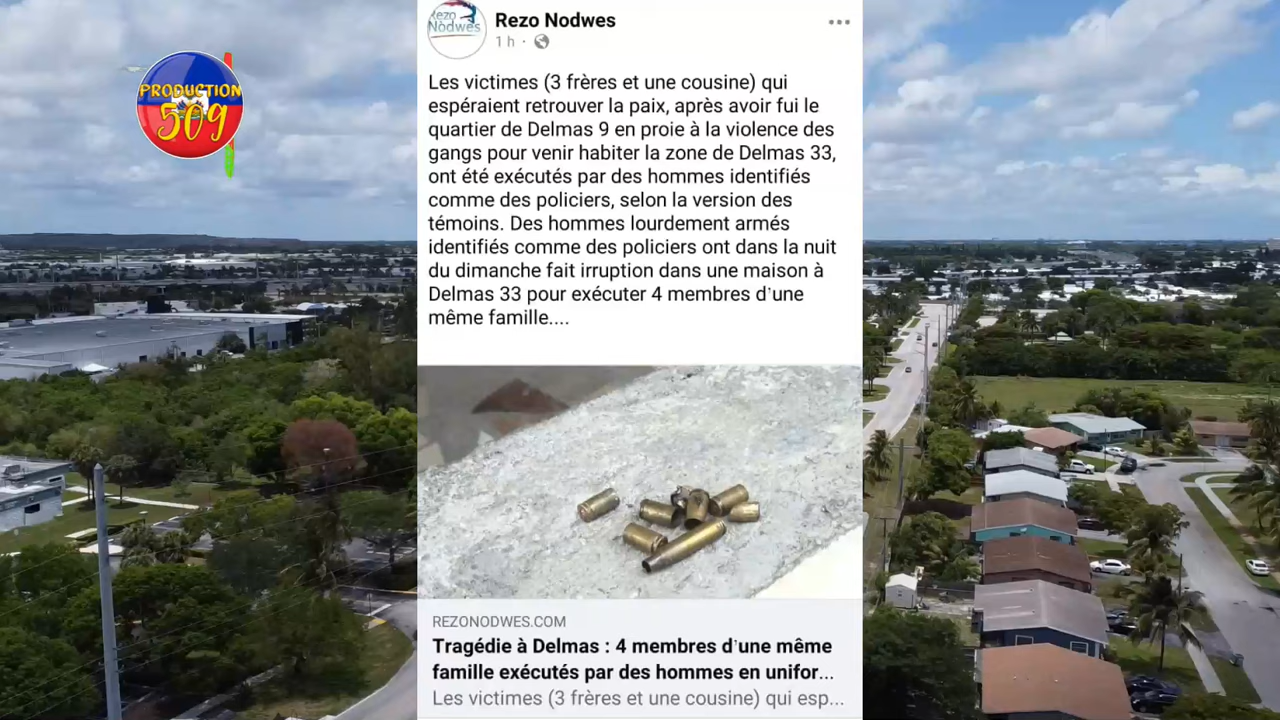 PRODUCTION
509
Rezo
Nòdwes
Rezo Nodwes
1 h ·
Les victimes (3 frères et une cousine) qui
espéraient retrouver la paix, après avoir fui le
quartier de Delmas 9 en proie à la violence des
gangs pour venir habiter la zone de Delmas 33,
ont été exécutés par des hommes identifiés
comme des policiers, selon la version des
témoins. Des hommes lourdement armés
identifiés comme des policiers ont dans la nuit
du dimanche fait irruption dans une maison à
Delmas 33 pour exécuter 4 membres d’une
même famille....
REZONODWES.COM
Tragédie à Delmas : 4 membres d’une même
famille exécutés par des hommes en unifor...
Les victimes (3 frères et une cousine) qui esp...